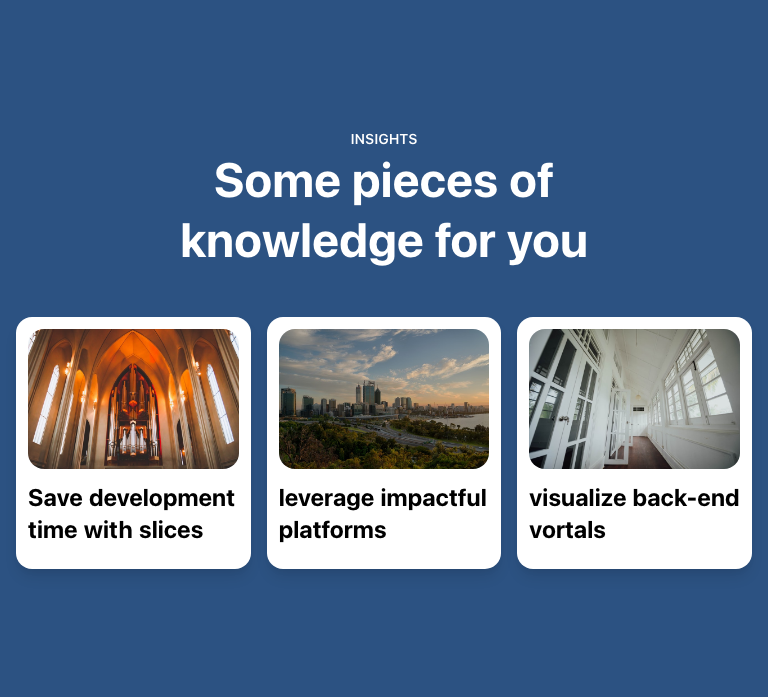 INSIGHTS
Some pieces of
knowledge for you
Save development
time with slices
leverage impactful
platforms
visualize back-end
vortals